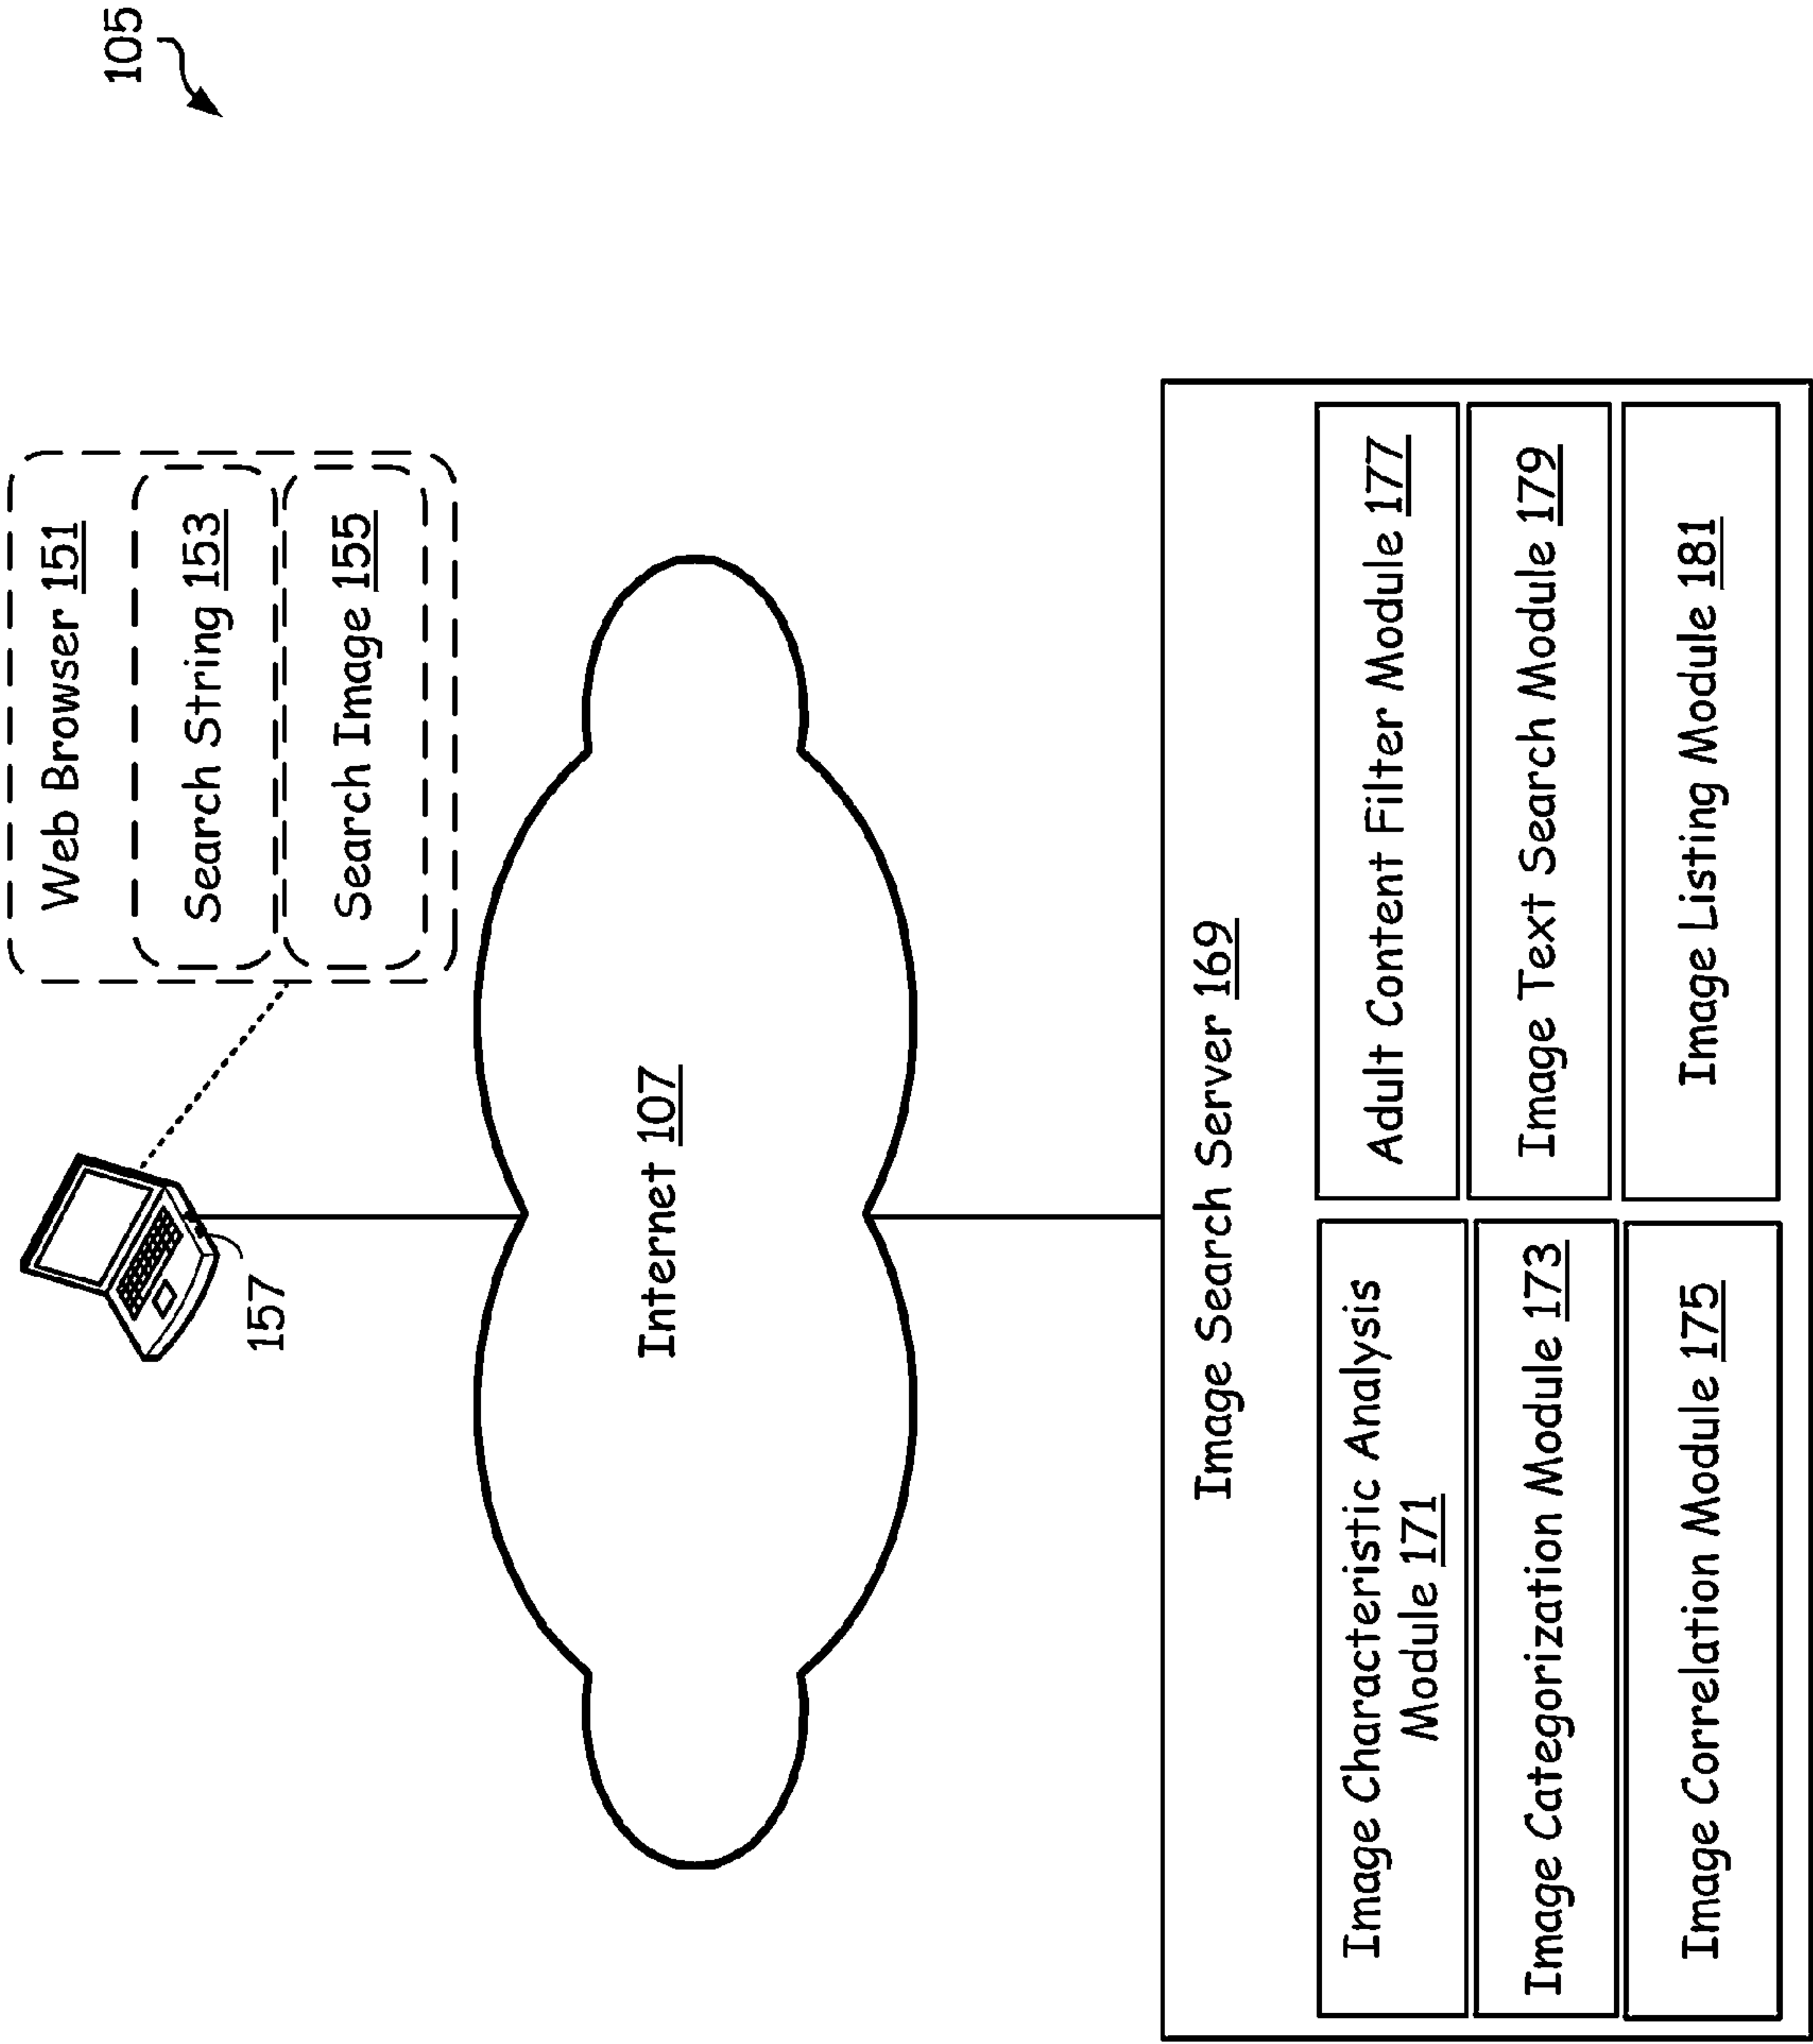 105
Web Browser 151
Search String 153
Search Image 155
157
Internet 107
Image Search Server 169
Image Characteristic Analysis
Module 171
Image Categorization Module 173
Image Correlation Module 175
Adult Content Filter Module 177
Image Text Search Module 179
Image Listing Module 181